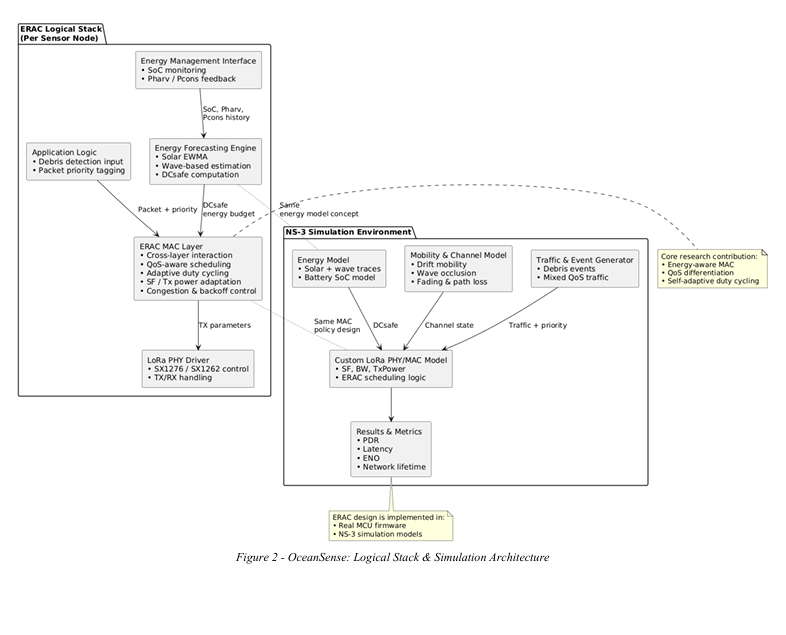 ERAC Logical Stack
(Per Sensor Node)
Energy Management Interface
• SoC monitoring
• Pharv / Pcons feedback
SoC, Pharv,
Pcons history
Application Logic
• Debris detection input
• Packet priority tagging
Energy Forecasting Engine
• Solar EWMA
• Wave-based estimation
• DCsafe computation
Packet + priority
DCsafe
energy budget
Same
energy model concept
ERAC MAC Layer
• Cross-layer interaction
• QoS-aware scheduling
• Adaptive duty cycling
• SF / Tx power adaptation
• Congestion & backoff control
TX parameters
LoRa PHY Driver
• SX1276 / SX1262 control
• TX/RX handling
NS-3 Simulation Environment
Energy Model
• Solar + wave traces
• Battery SoC model
Mobility & Channel Model
• Drift mobility
• Wave occlusion
• Fading & path loss
Traffic & Event Generator
• Debris events
• Mixed QoS traffic
Core research contribution:
• Energy-aware MAC
• QoS differentiation
• Self-adaptive duty cycling
Same MAC
policy design
DCsafe
Channel state
Traffic + priority
Custom LoRa PHY/MAC Model
• SF, BW, TxPower
• ERAC scheduling logic
Results & Metrics
• PDR
• Latency
• ENO
• Network lifetime
ERAC design is implemented in:
• Real MCU firmware
• NS-3 simulation models
Figure 2 - OceanSense: Logical Stack & Simulation Architecture